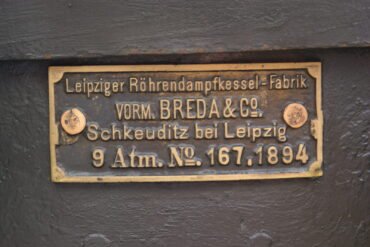 Leipziger Röhrendampfkessel-Fabrik
VORM. BREDA & Co.
Schkeuditz bei Leipzig
9 Atm. No. 167,1894